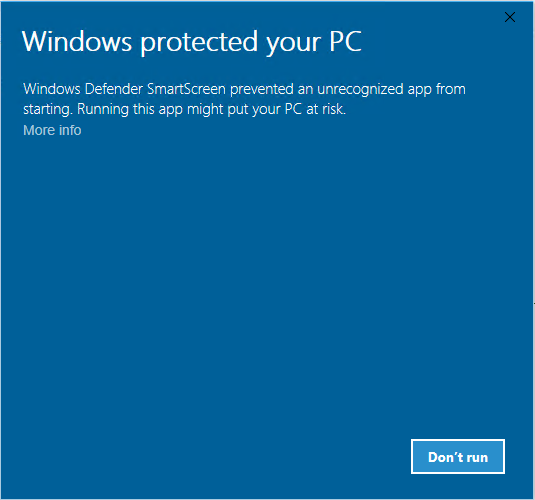 Windows protected your PC
Windows Defender SmartScreen prevented an unrecognized app from
starting. Running this app might put your PC at risk.
More info
Don't run